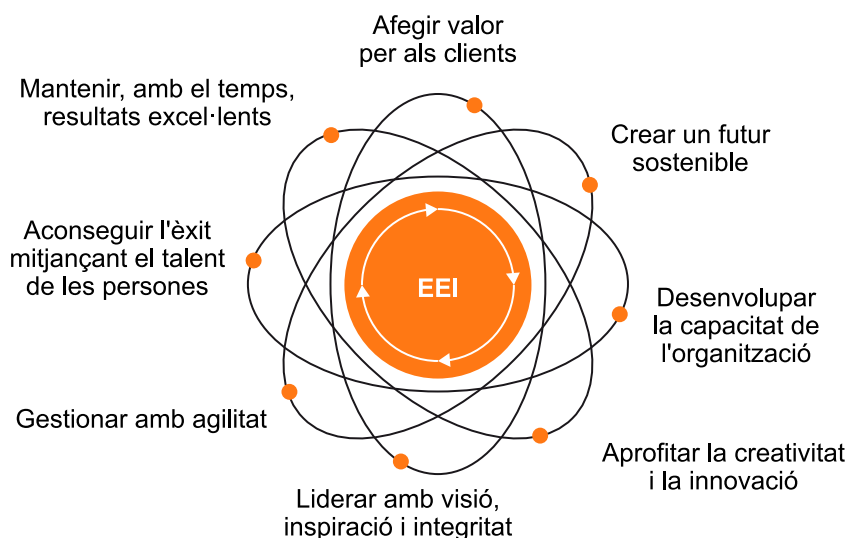 Afegir valor
per als clients
Crear un futur
sostenible
Desenvolupar
la capacitat de
l'organització
Aprofitar la creativitat
i la innovació
Liderar amb visió,
inspiració i integritat
Gestionar amb agilitat
Aconseguir l'èxit
mitjançant el talent
de les persones
Mantenir, amb el temps,
resultats excel·lents
EEI